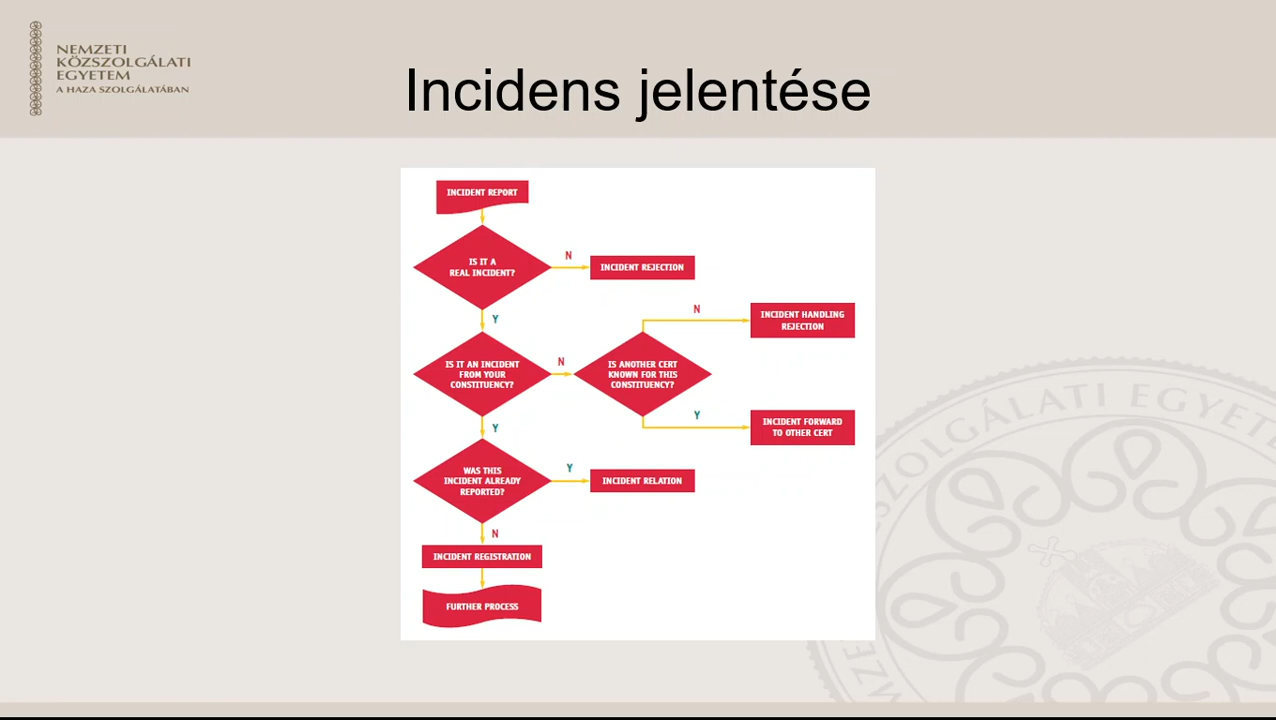 NEMZETI
KÖZSZOLGÁLATI
EGYETEM
A HAZA SZOLGÁLATÁBAN
Incidens jelentése
INCIDENT REPORT
IS IT A
REAL INCIDENT?
N
INCIDENT REJECTION
Y
IS IT AN INCIDENT
FROM YOUR
CONSTITUENCY?
N
IS ANOTHER CERT
KNOWN FOR THIS
CONSTITUENCY?
N
INCIDENT HANDLING
REJECTION
Y
INCIDENT FORWARD
TO OTHER CERT
Y
WAS THIS
INCIDENT ALREADY
REPORTED?
Y
INCIDENT RELATION
N
INCIDENT REGISTRATION
FURTHER PROCESS